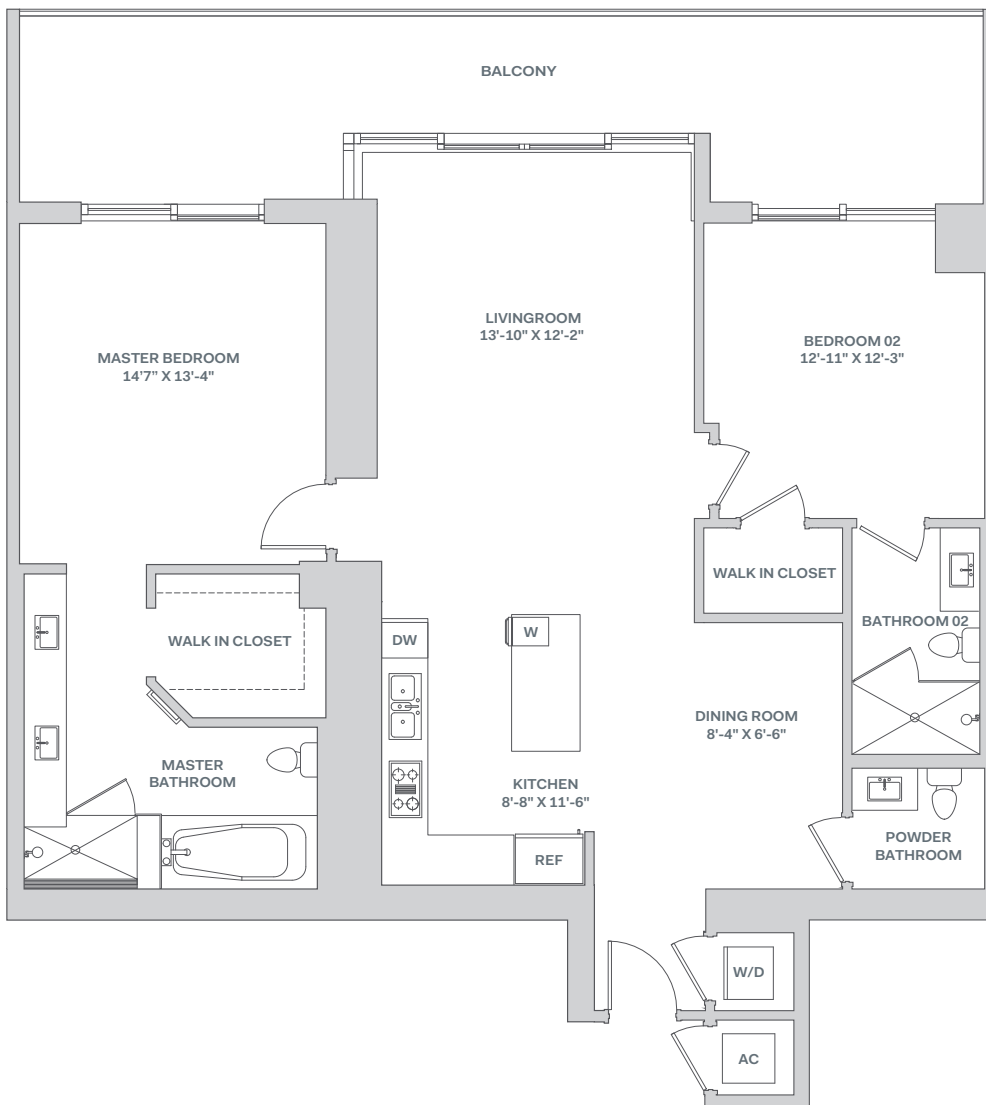 BALCONY
LIVINGROOM
13'-10" X 12'-2"
BEDROOM 02
12'-11" X 12'-3"
MASTER BEDROOM
14'7" X 13'-4"
WALK IN CLOSET
BATHROOM 02
W
DW
WALK IN CLOSET
DINING ROOM
8'-4" X 6'-6"
MASTER
BATHROOM
KITCHEN
8'-8" X 11'-6"
POWDER
BATHROOM
REF
W/D
AC